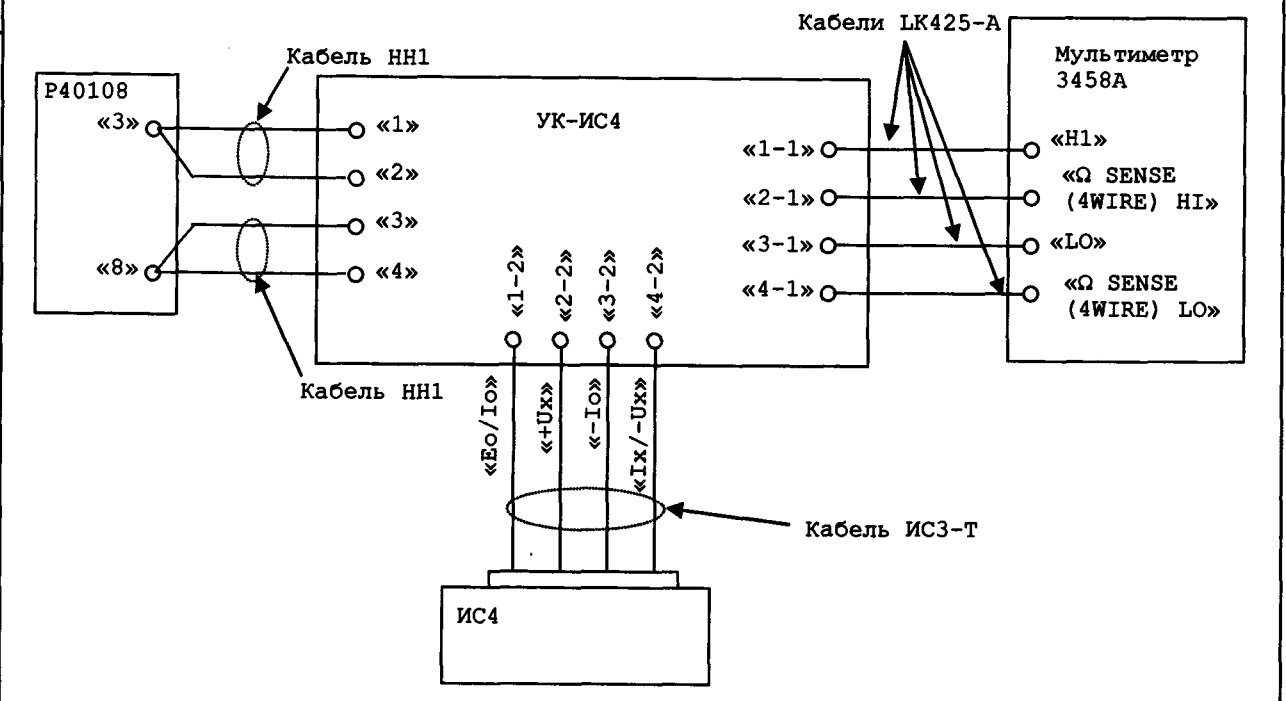 Кабели LK425-A
Кабель НН1
Мультиметр
3458А
Р40108
«3»
«8»
УК-ИС4
«1»
«2»
«3»
«4»
«1-1»
«2-1»
«3-1»
«4-1»
«H1»
«Ω SENSE
(4WIRE) HI»
«LO»
«Ω SENSE
(4WIRE) LO»
«1-2»
«2-2»
«3-2»
«4-2»
Кабель НН1
«Eo/Io»
«+Ux»
«-Io»
«Ix/-Ux»
Кабель ИС3-Т
ИС4